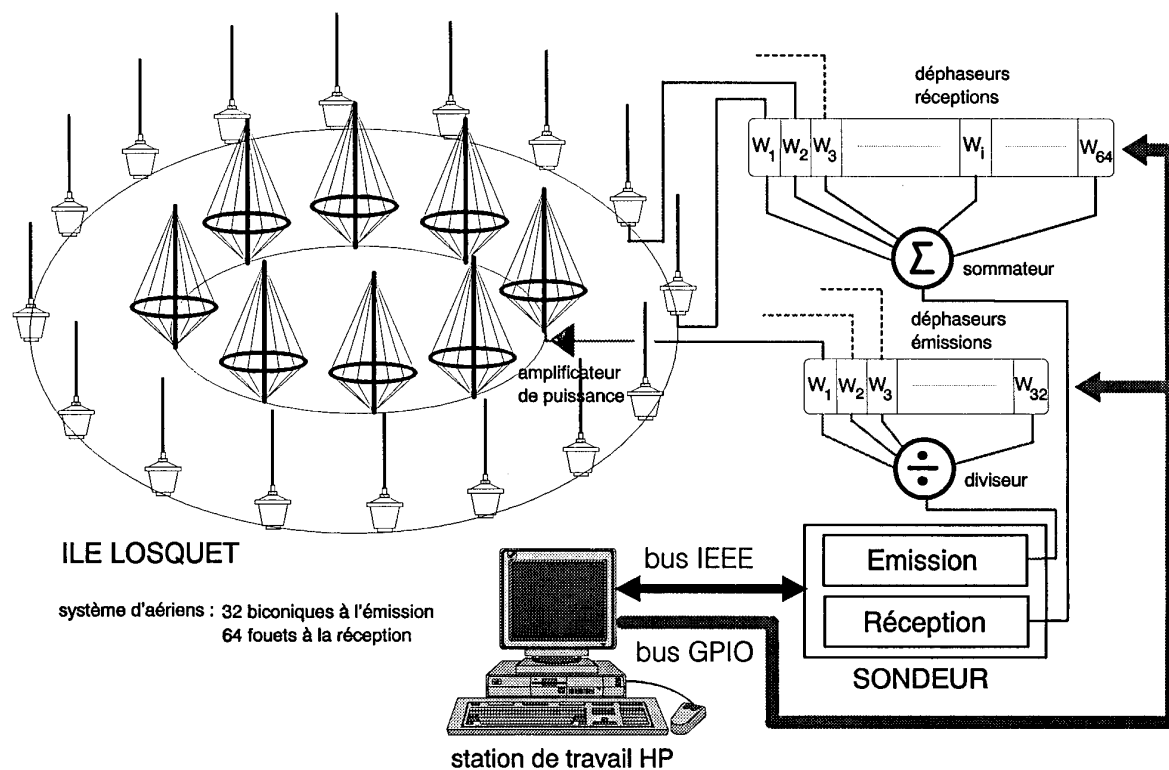 déphaseurs
réceptions
W1 W2 W3 Wi W64
Σ
sommateur
déphaseurs
émissions
amplificateur
de puissance
W1 W2 W3 W32
÷
diviseur
ILE LOSQUET
système d'aériens : 32 biconiques à l'émission
64 fouets à la réception
bus IEEE
bus GPIO
Emission
Réception
SONDEUR
station de travail HP